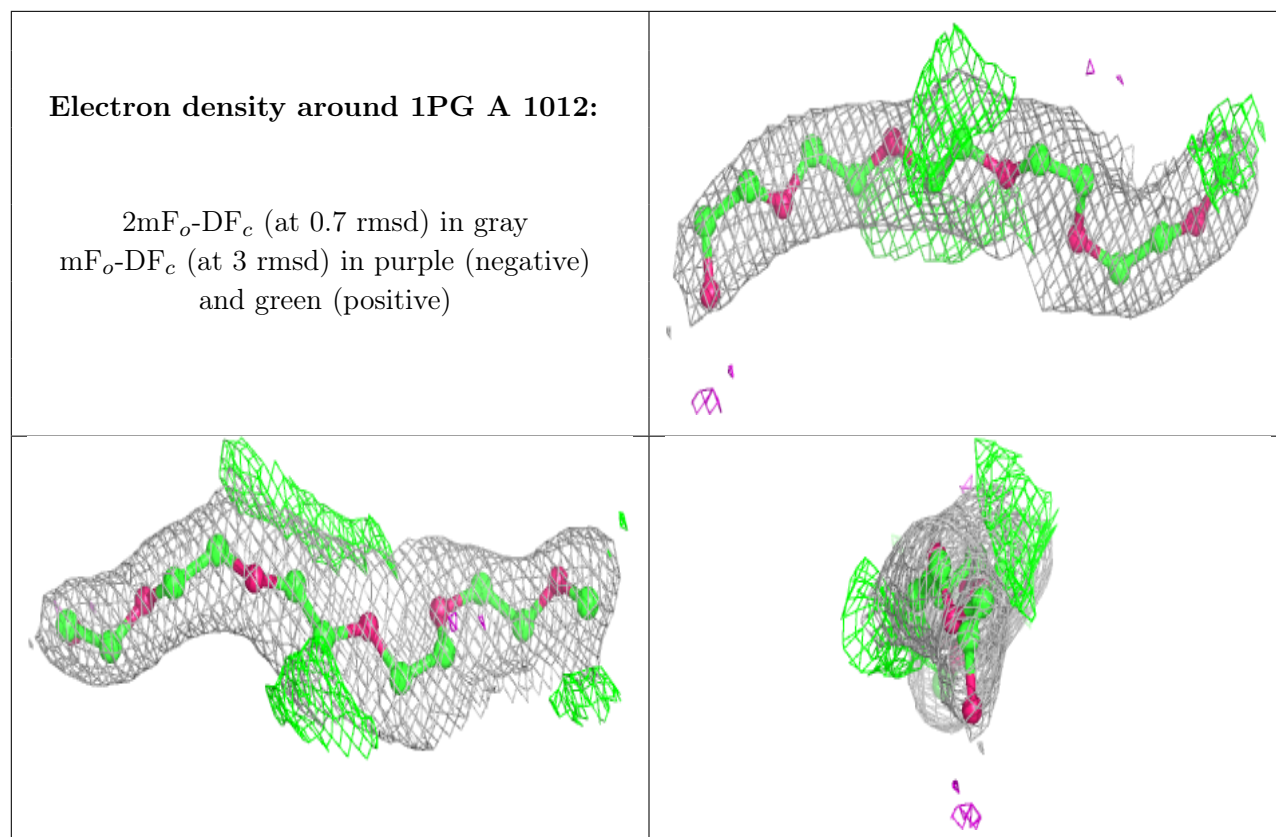 Electron density around 1PG A 1012:
2mFo-DFc (at 0.7 rmsd) in gray
mFo-DFc (at 3 rmsd) in purple (negative)
and green (positive)